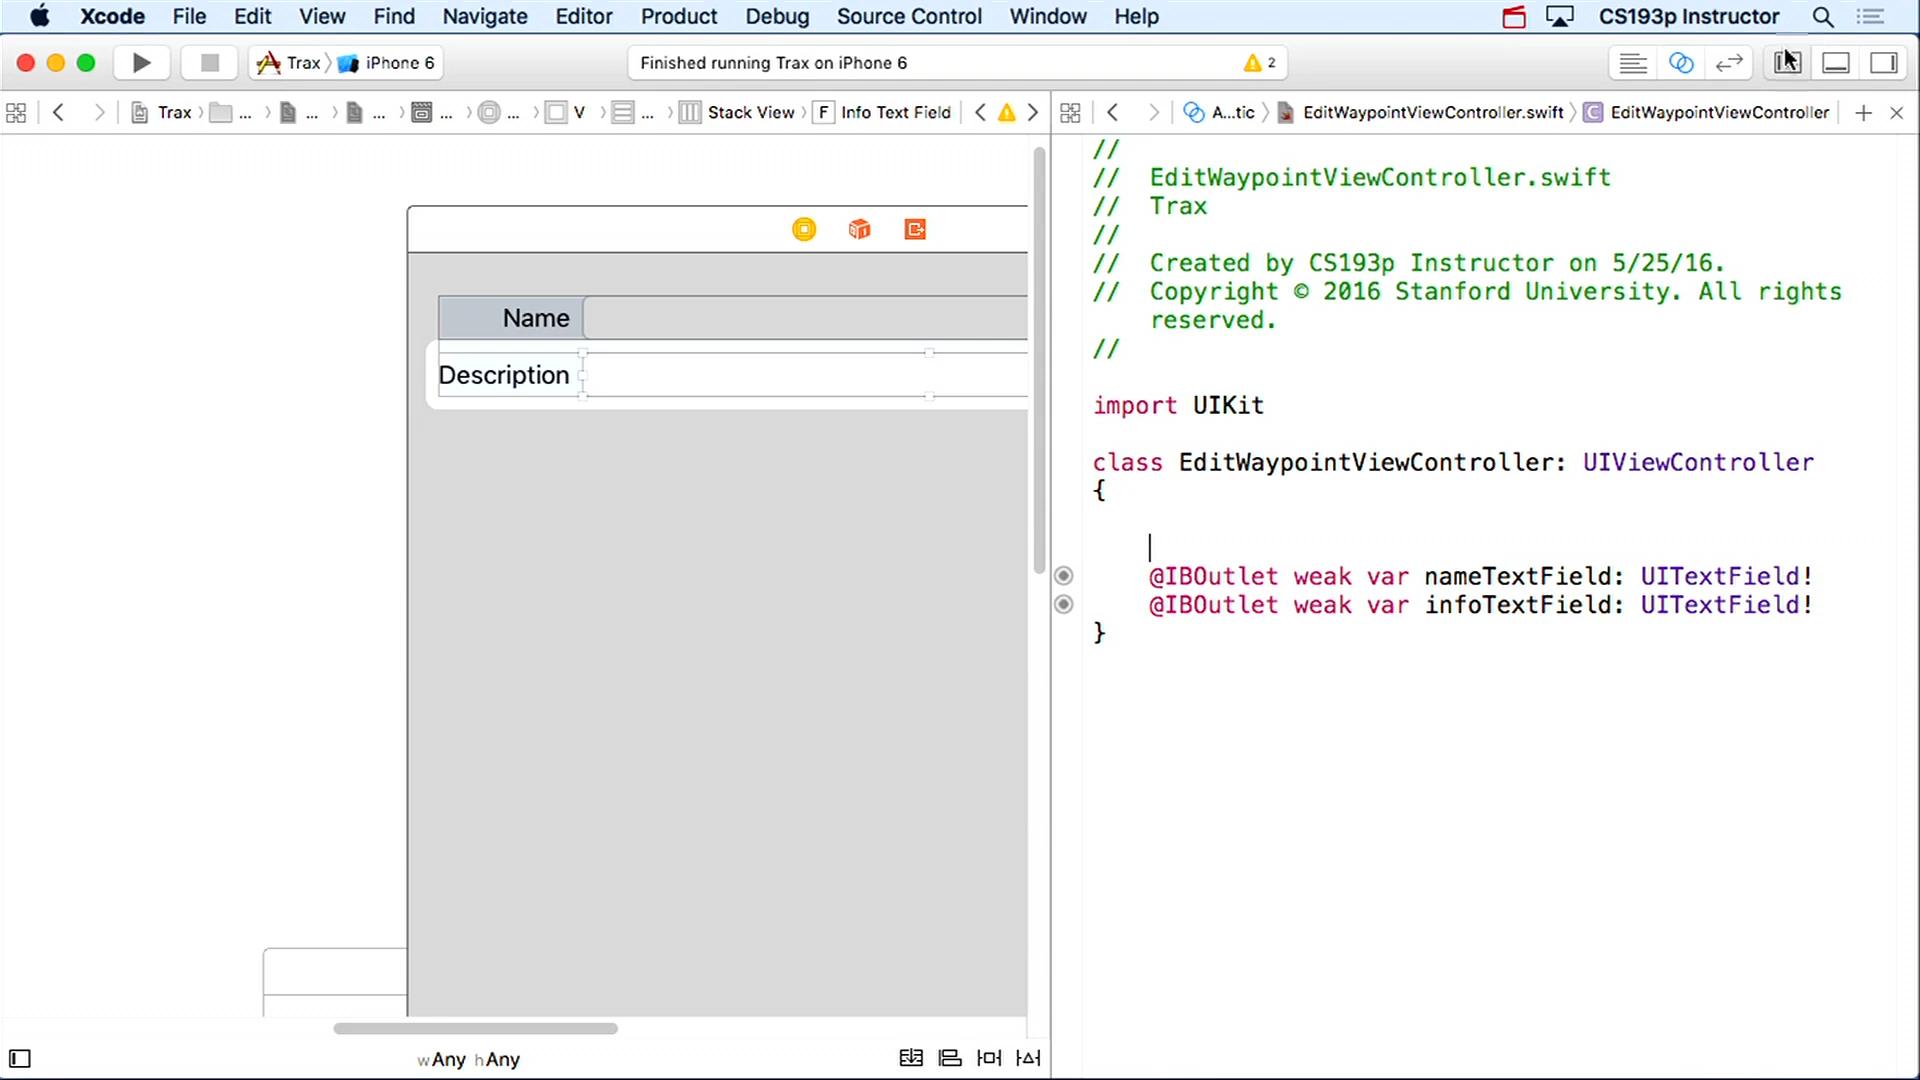 Xcode File Edit View Find Navigate Editor Product Debug Source Control Window Help CS193p Instructor
Trax iPhone 6 Finished running Trax on iPhone 6 2
Trax ... ... ... ... ... V ... Stack View F Info Text Field A...tic EditWaypointViewController.swift C EditWaypointViewController
//
// EditWaypointViewController.swift
// Trax
//
// Created by CS193p Instructor on 5/25/16.
// Copyright © 2016 Stanford University. All rights
reserved.
//
import UIKit
class EditWaypointViewController: UIViewController
{
@IBOutlet weak var nameTextField: UITextField!
@IBOutlet weak var infoTextField: UITextField!
}
Name
Description
wAny hAny